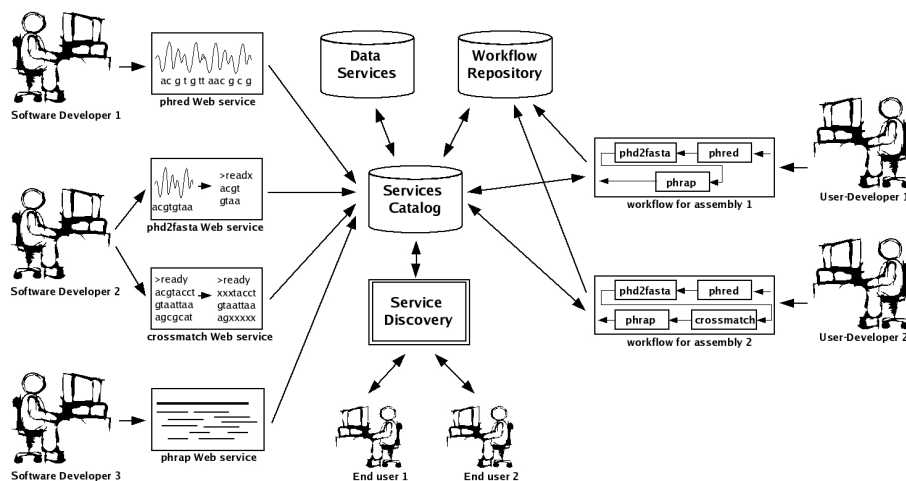 ac g t g tt aac g c g
phred Web service
Software Developer 1
Data
Services
Workflow
Repository
phd2fasta
phred
phrap
workflow for assembly 1
User-Developer 1
>readx
acgt
gtaa
acgtgtaa
phd2fasta Web service
Software Developer 2
Services
Catalog
>ready
acgtacct
gtaattaa
agcgcat
>ready
xxxtacct
gtaattaa
agxxxxx
crossmatch Web service
Service
Discovery
phd2fasta
phred
phrap
crossmatch
workflow for assembly 2
User-Developer 2
phrap Web service
Software Developer 3
End user 1
End user 2